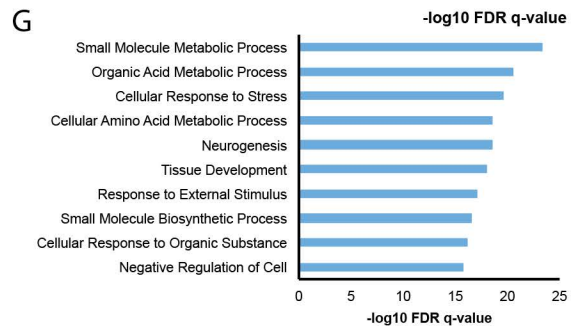 G
-log10 FDR q-value
Small Molecule Metabolic Process
Organic Acid Metabolic Process
Cellular Response to Stress
Cellular Amino Acid Metabolic Process
Neurogenesis
Tissue Development
Response to External Stimulus
Small Molecule Biosynthetic Process
Cellular Response to Organic Substance
Negative Regulation of Cell
0 5 10 15 20 25
-log10 FDR q-value